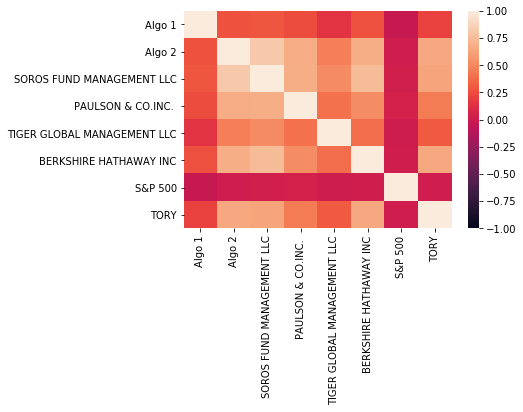 Algo 1
Algo 2
SOROS FUND MANAGEMENT LLC
PAULSON & CO.INC.
TIGER GLOBAL MANAGEMENT LLC
BERKSHIRE HATHAWAY INC
S&P 500
TORY
Algo 1
Algo 2
SOROS FUND MANAGEMENT LLC
PAULSON & CO.INC.
TIGER GLOBAL MANAGEMENT LLC
BERKSHIRE HATHAWAY INC
S&P 500
TORY
1.00
0.75
0.50
0.25
0.00
−0.25
−0.50
−0.75
−1.00